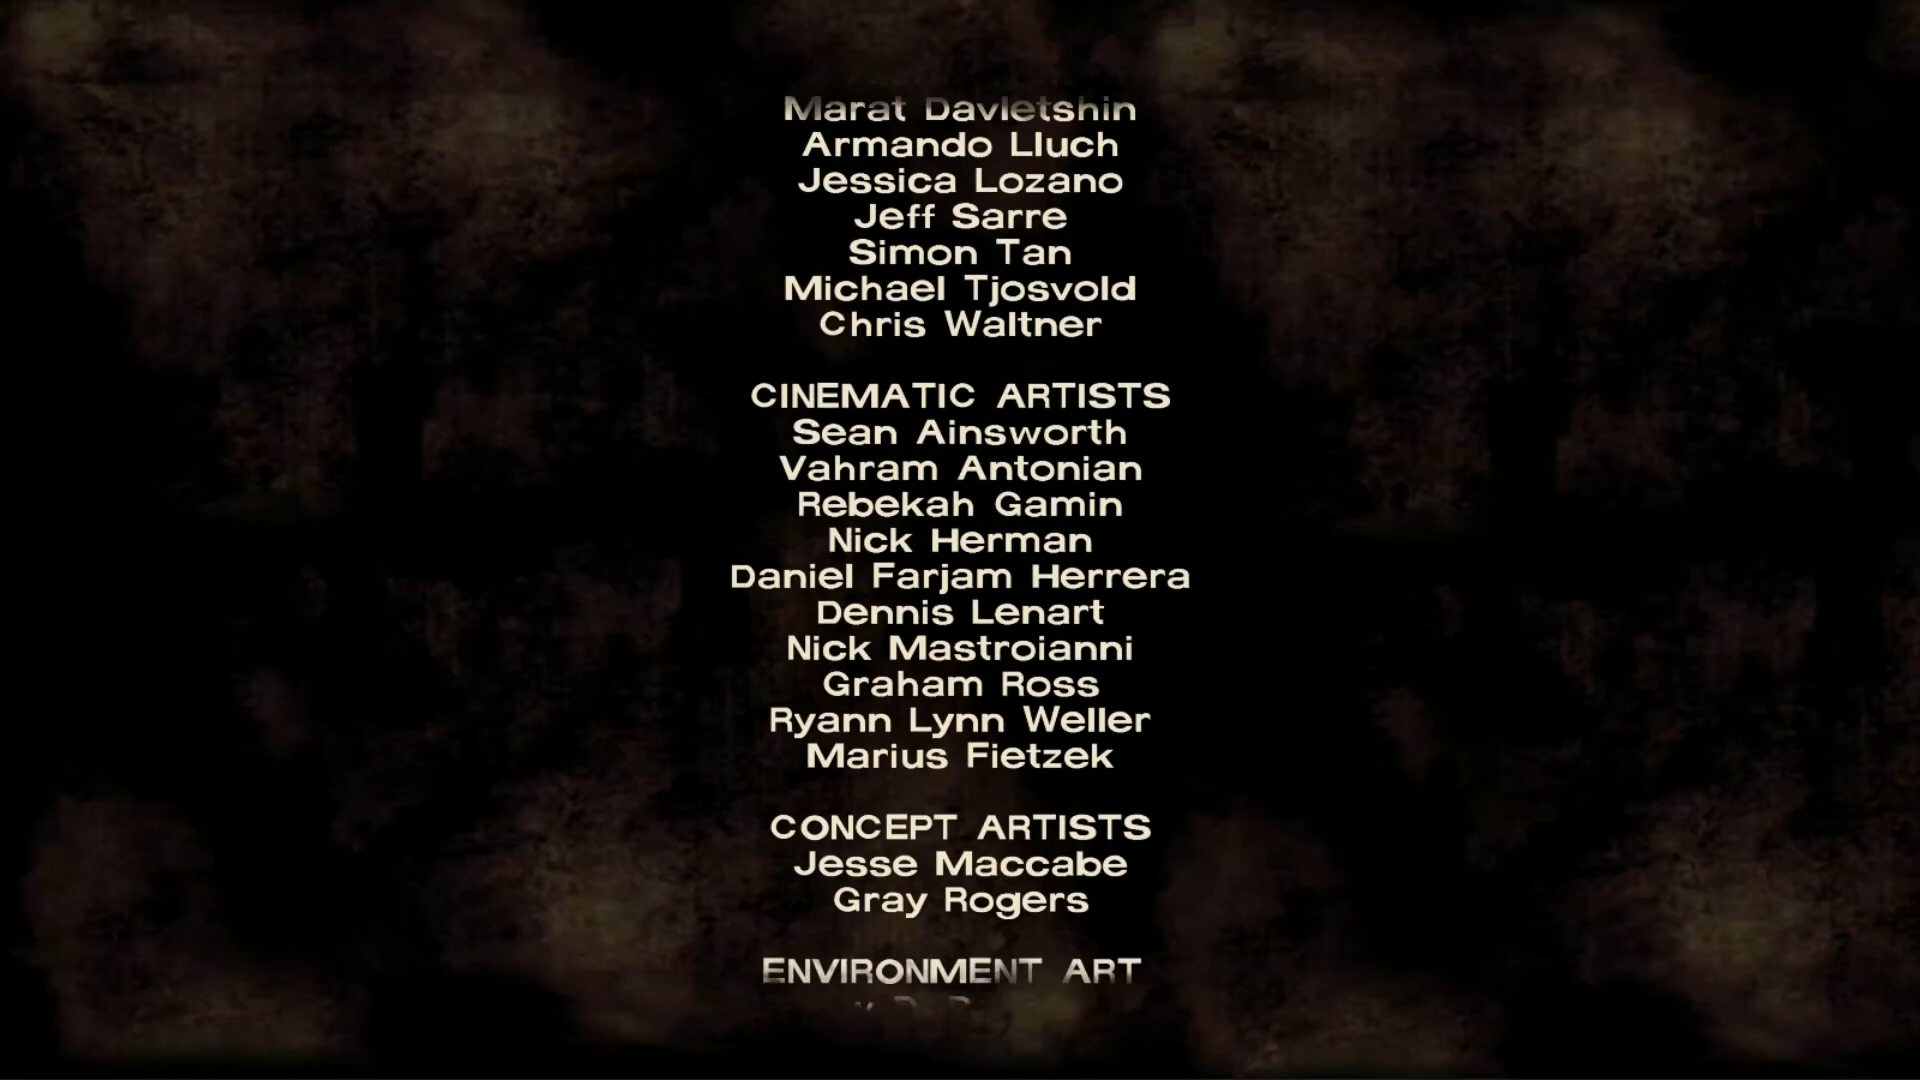 Marat Davletshin
Armando Lluch
Jessica Lozano
Jeff Sarre
Simon Tan
Michael Tjosvold
Chris Waltner
CINEMATIC ARTISTS
Sean Ainsworth
Vahram Antonian
Rebekah Gamin
Nick Herman
Daniel Farjam Herrera
Dennis Lenart
Nick Mastroianni
Graham Ross
Ryann Lynn Weller
Marius Fietzek
CONCEPT ARTISTS
Jesse Maccabe
Gray Rogers
ENVIRONMENT ART